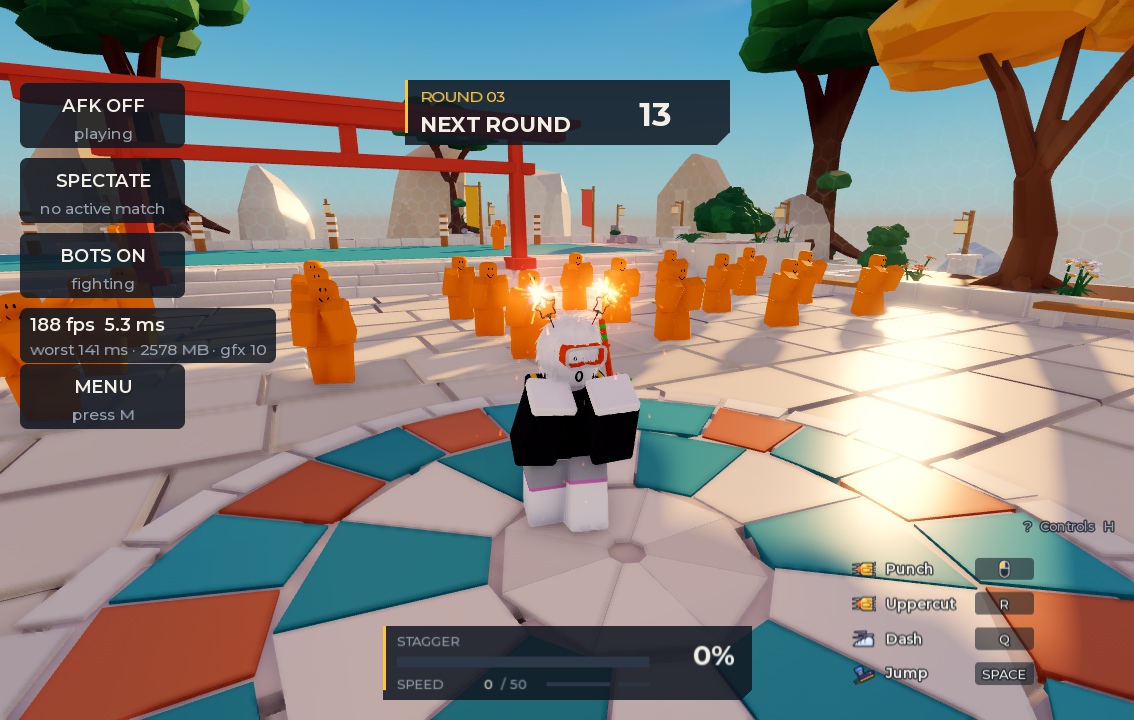 AFK OFF
playing
SPECTATE
no active match
BOTS ON
fighting
188 fps 5.3 ms
worst 141 ms · 2578 MB · gfx 10
MENU
press M
ROUND 03
NEXT ROUND
13
? Controls H
Punch
Uppercut R
Dash Q
Jump SPACE
STAGGER
0%
SPEED 0 / 50